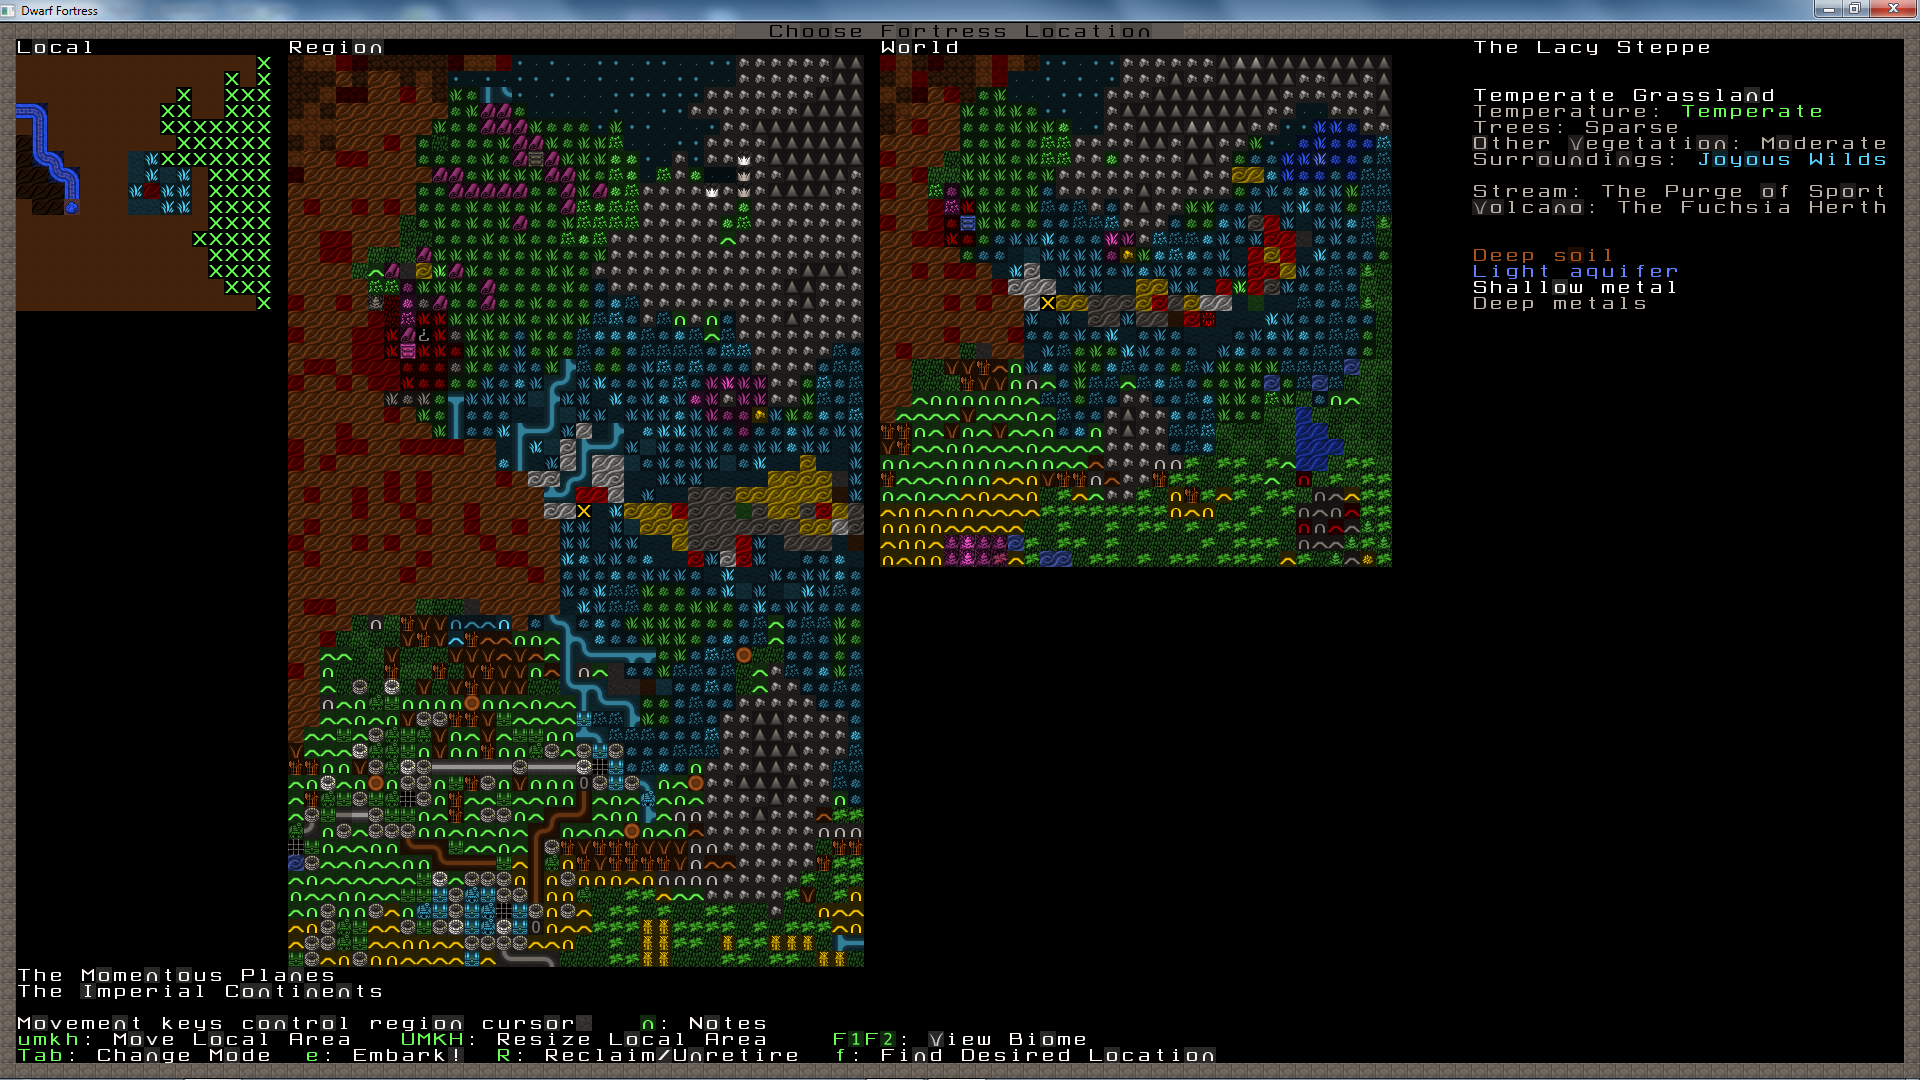 Dwarf Fortress
Choose Fortress Location
Local
Region
World
The Lacy Steppe
Temperate Grassland
Temperature: Temperate
Trees: Sparse
Other Vegetation: Moderate
Surroundings: Joyous Wilds
Stream: The Purge of Sport
Volcano: The Fuchsia Herth
Deep soil
Light aquifer
Shallow metal
Deep metals
The Momentous Planes
The Imperial Continents
Movement keys control region cursor n: Notes
umkh: Move Local Area UMKH: Resize Local Area F1F2: View Biome
Tab: Change Mode e: Embark! R: Reclaim/Unretire f: Find Desired Location